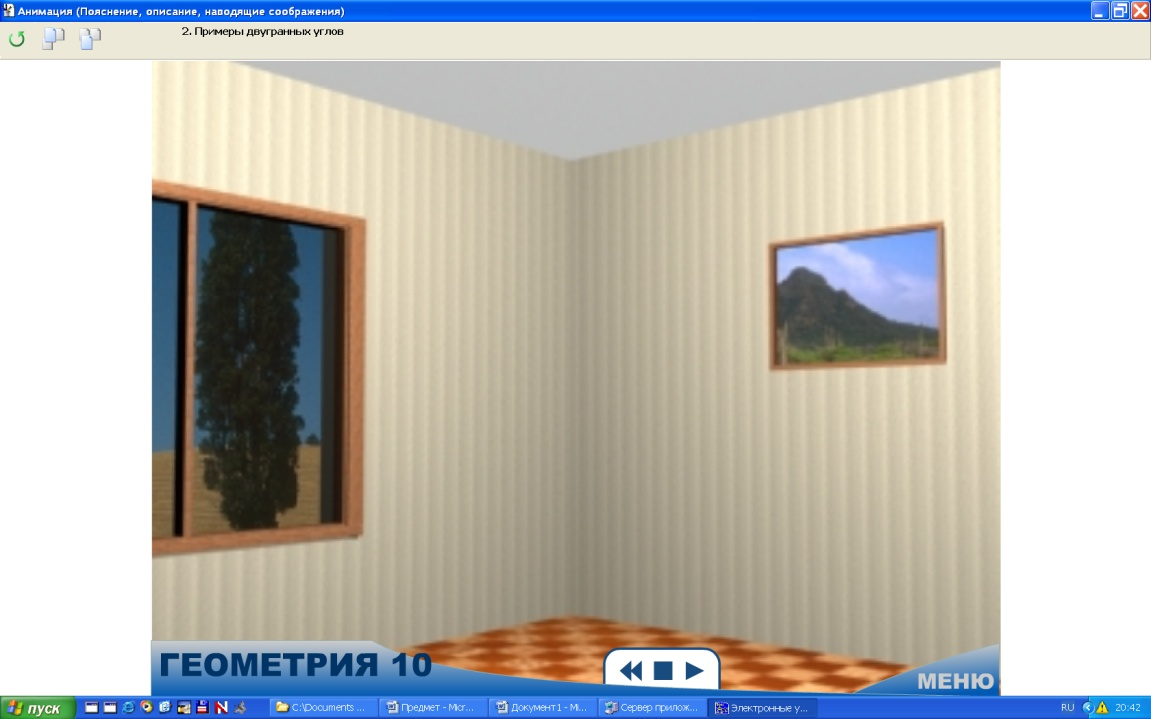 Анимация (Пояснение, описание, наводящие соображения)
2. Примеры двугранных углов
ГЕОМЕТРИЯ 10
МЕНЮ
пуск
C:\Documents ...
Предмет - Micr...
Документ1 - Mi...
Сервер прилож...
Электронные у...
RU
20:42